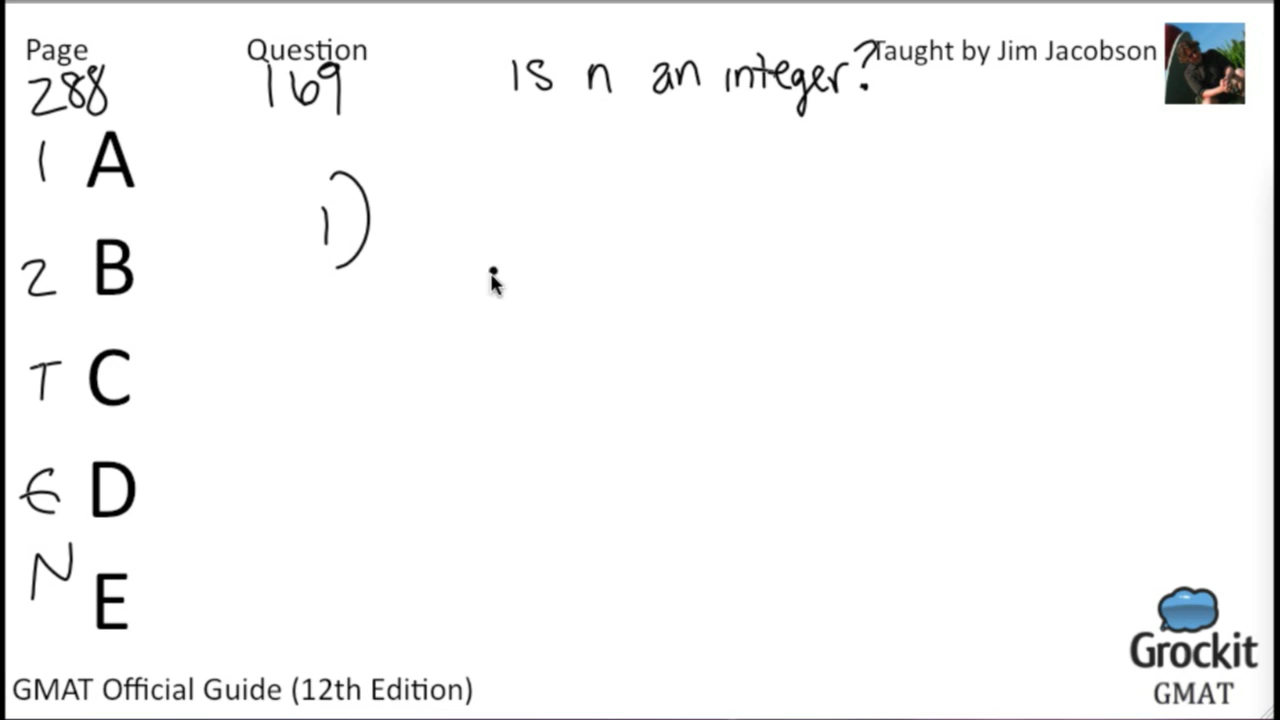 Page Question Taught by Jim Jacobson
288 169 Is n an integer?
1 A
1)
2 B
T C
E D
N E
Grockit
GMAT
GMAT Official Guide (12th Edition)